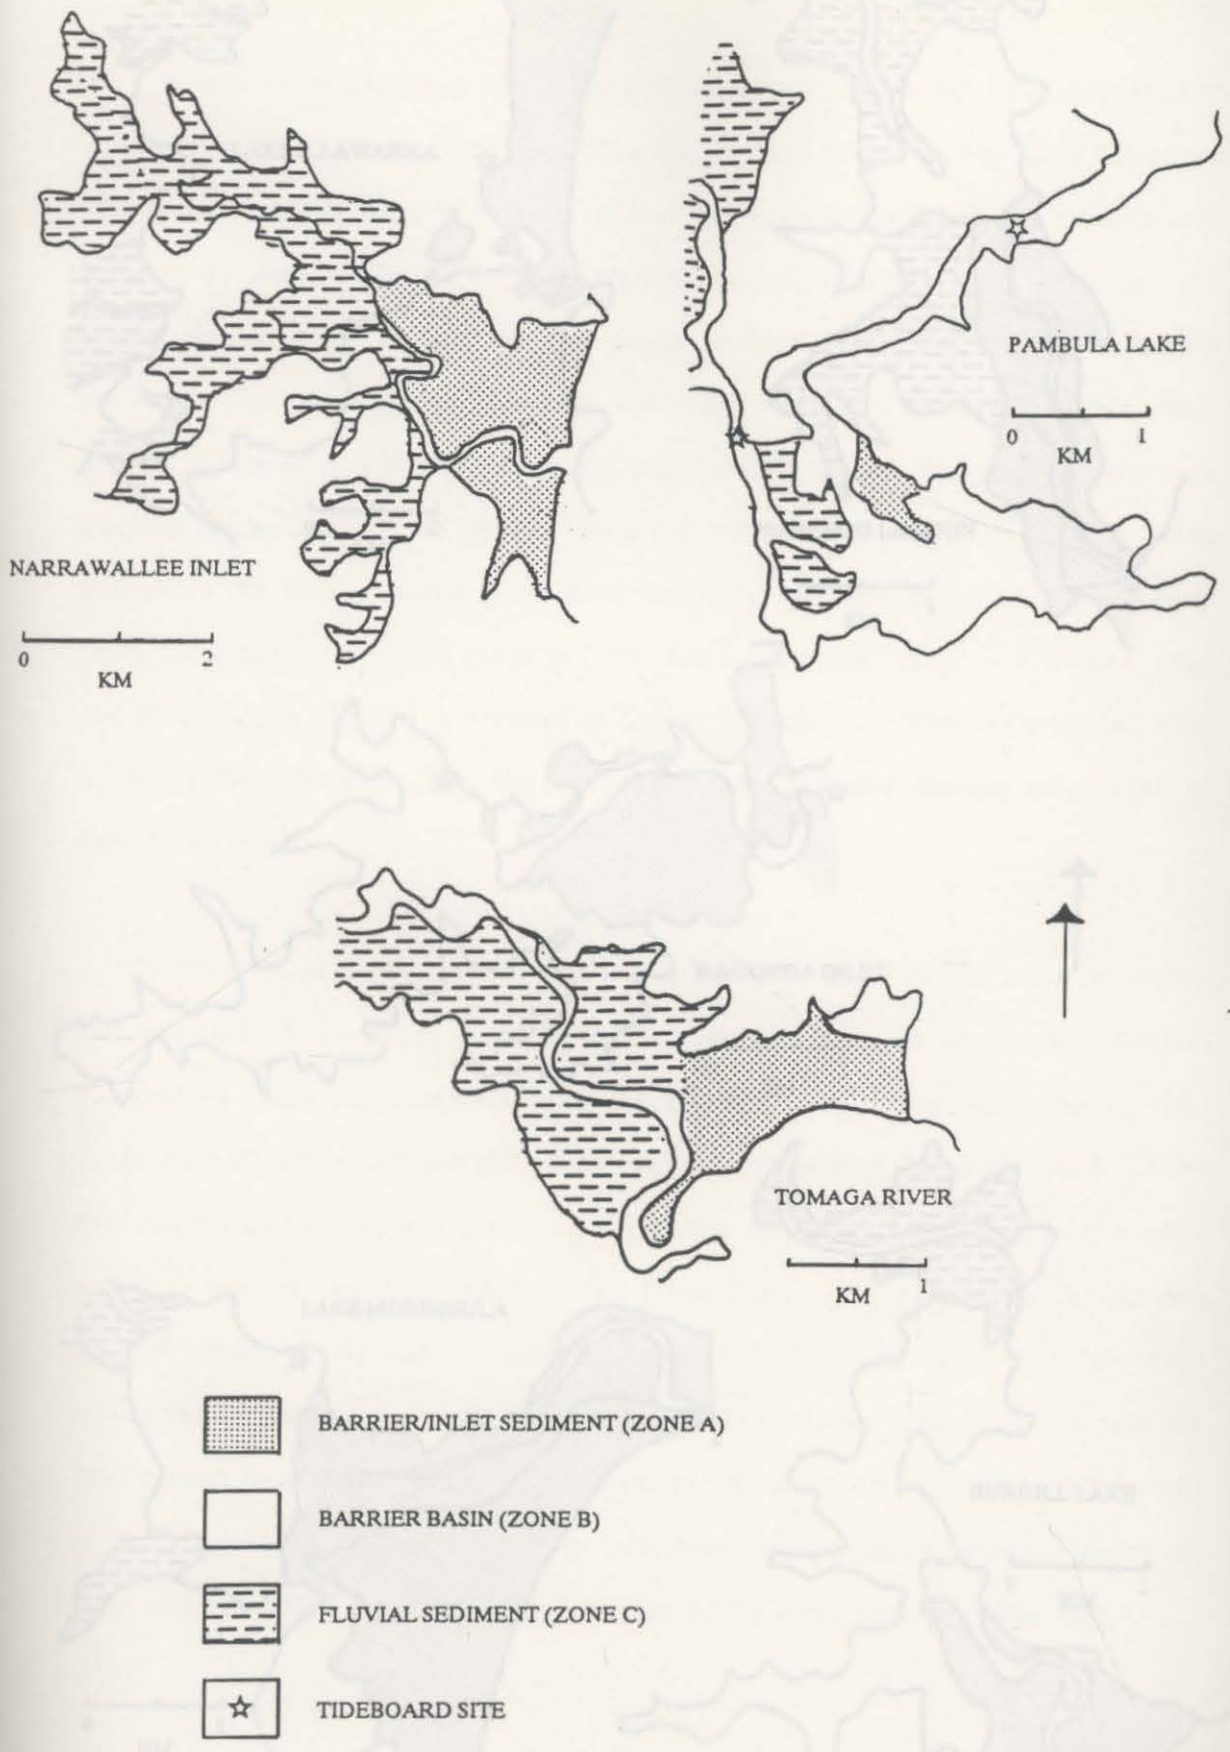 PAMBULA LAKE
0 1
KM
NARRAWALLEE INLET
0 2
KM
TOMAGA RIVER
KM 1
BARRIER/INLET SEDIMENT (ZONE A)
BARRIER BASIN (ZONE B)
FLUVIAL SEDIMENT (ZONE C)
TIDEBOARD SITE